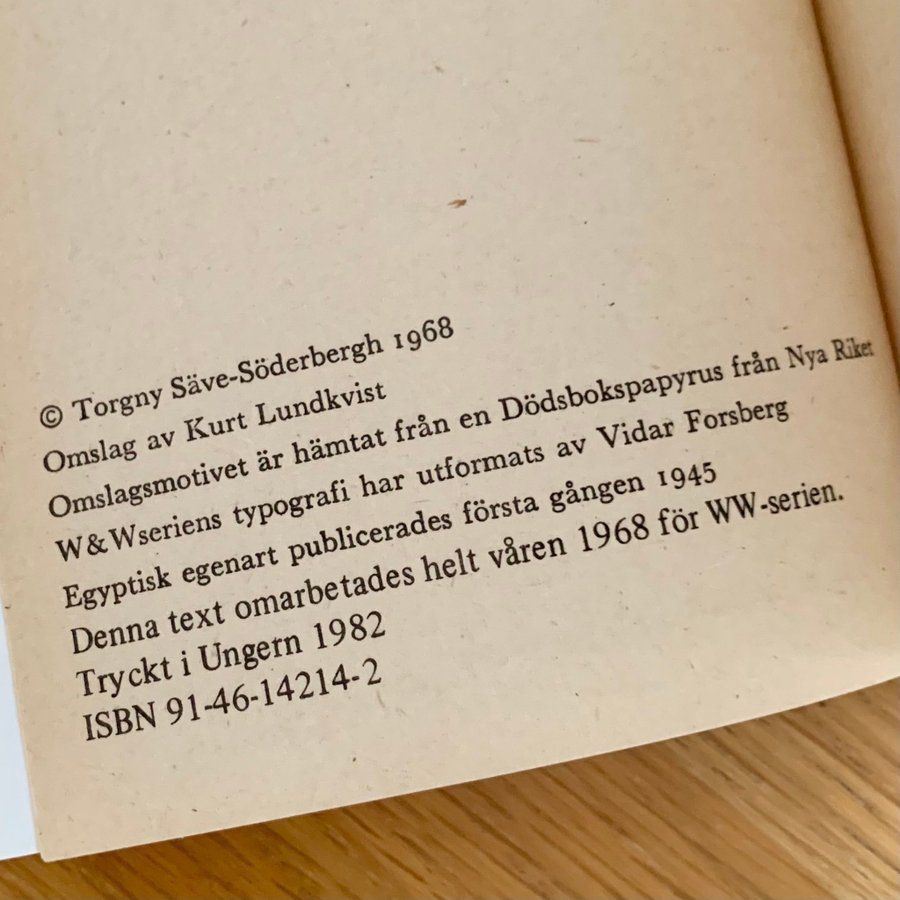 © Torgny Säve-Söderbergh 1968
Omslag av Kurt Lundkvist
Omslagsmotivet är hämtat från en Dödsbokspapyrus från Nya Riket
W&Wseriens typografi har utformats av Vidar Forsberg
Egyptisk egenart publicerades första gången 1945
Denna text omarbetades helt våren 1968 för WW-serien.
Tryckt i Ungern 1982
ISBN 91-46-14214-2